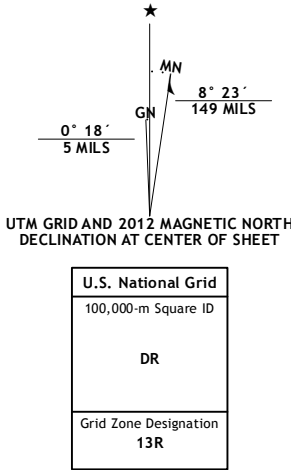 MN
GN
8° 23´
149 MILS
0° 18´
5 MILS
UTM GRID AND 2012 MAGNETIC NORTH
DECLINATION AT CENTER OF SHEET
U.S. National Grid
100,000-m Square ID
DR
Grid Zone Designation
13R